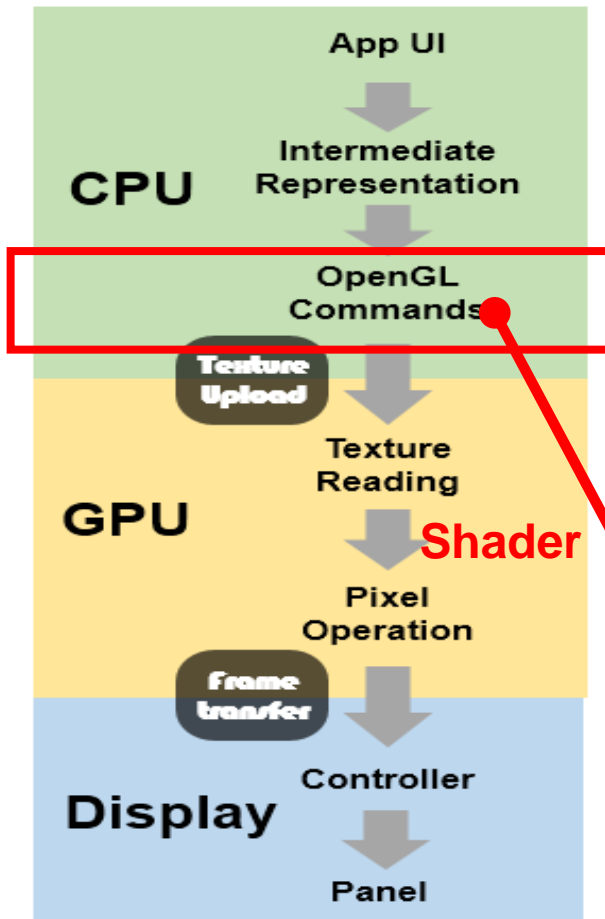 App UI
CPU
Intermediate
Representation
OpenGL
Commands
Texture
Upload
GPU
Texture
Reading
Shader
Pixel
Operation
Frame
transfer
Display
Controller
Panel